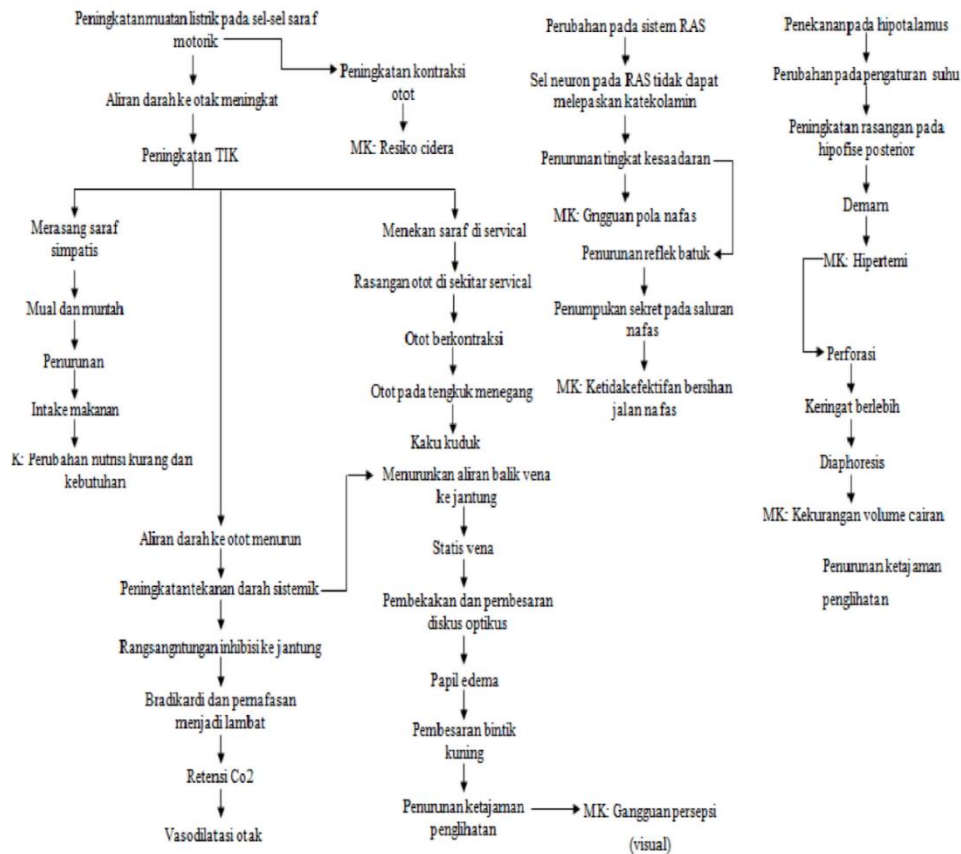 Peningkatan muatan listrik pada sel-sel saraf
motorik
Peningkatan kontraksi
otot
MK: Resiko cidera
Aliran darah ke otak meningkat
Peningkatan TIK
Merasang saraf
simpatis
Mual dan muntah
Penurunan
Intake makanan
K: Perubahan nutrisi kurang dan
kebutuhan
Menekan saraf di servical
Rasangan otot di sekitar servical
Otot berkontraksi
Otot pada tengkuk menegang
Kaku kuduk
Aliran darah ke otot menurun
Peningkatan tekanan darah sistemik
Rangsangntungan inhibisi ke jantung
Bradikardi dan pernafasan
menjadi lambat
Retensi Co2
Vasodilatasi otak
Menurunkan aliran balik vena
ke jantung
Statis vena
Pembekakan dan pembesaran
diskus optikus
Papil edema
Pembesaran bintik
kuning
Penurunan ketajaman
penglihatan
MK: Gangguan persepsi
(visual)
Perubahan pada sistem RAS
Sel neuron pada RAS tidak dapat
melepaskan katekolamin
Penurunan tingkat kesaadaran
MK: Gngguan pola nafas
Penurunan reflek batuk
Penumpukan sekret pada saluran
nafas
MK: Ketidakefektifan bersihan
jalan nafas
Penekanan pada hipotalamus
Perubahan pada pengaturan suhu
Peningkatan rasangan pada
hipofise posterior
Demam
MK: Hipertemi
Perforasi
Keringat berlebih
Diaphoresis
MK: Kekurangan volume cairan
Penurunan ketajaman
penglihatan